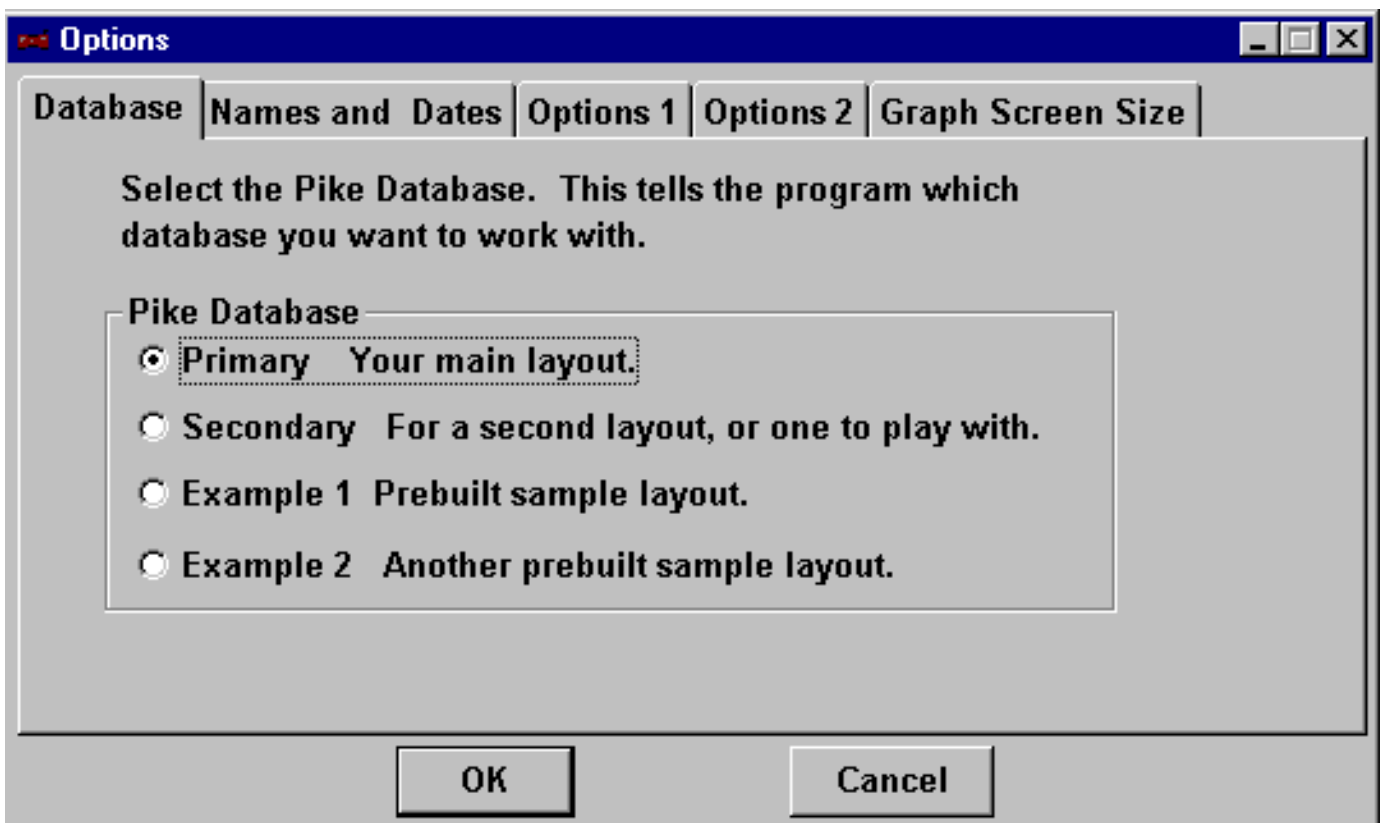 Options
Database Names and Dates Options 1 Options 2 Graph Screen Size
Select the Pike Database. This tells the program which
database you want to work with.
Pike Database
Primary Your main layout.
Secondary For a second layout, or one to play with.
Example 1 Prebuilt sample layout.
Example 2 Another prebuilt sample layout.
OK Cancel